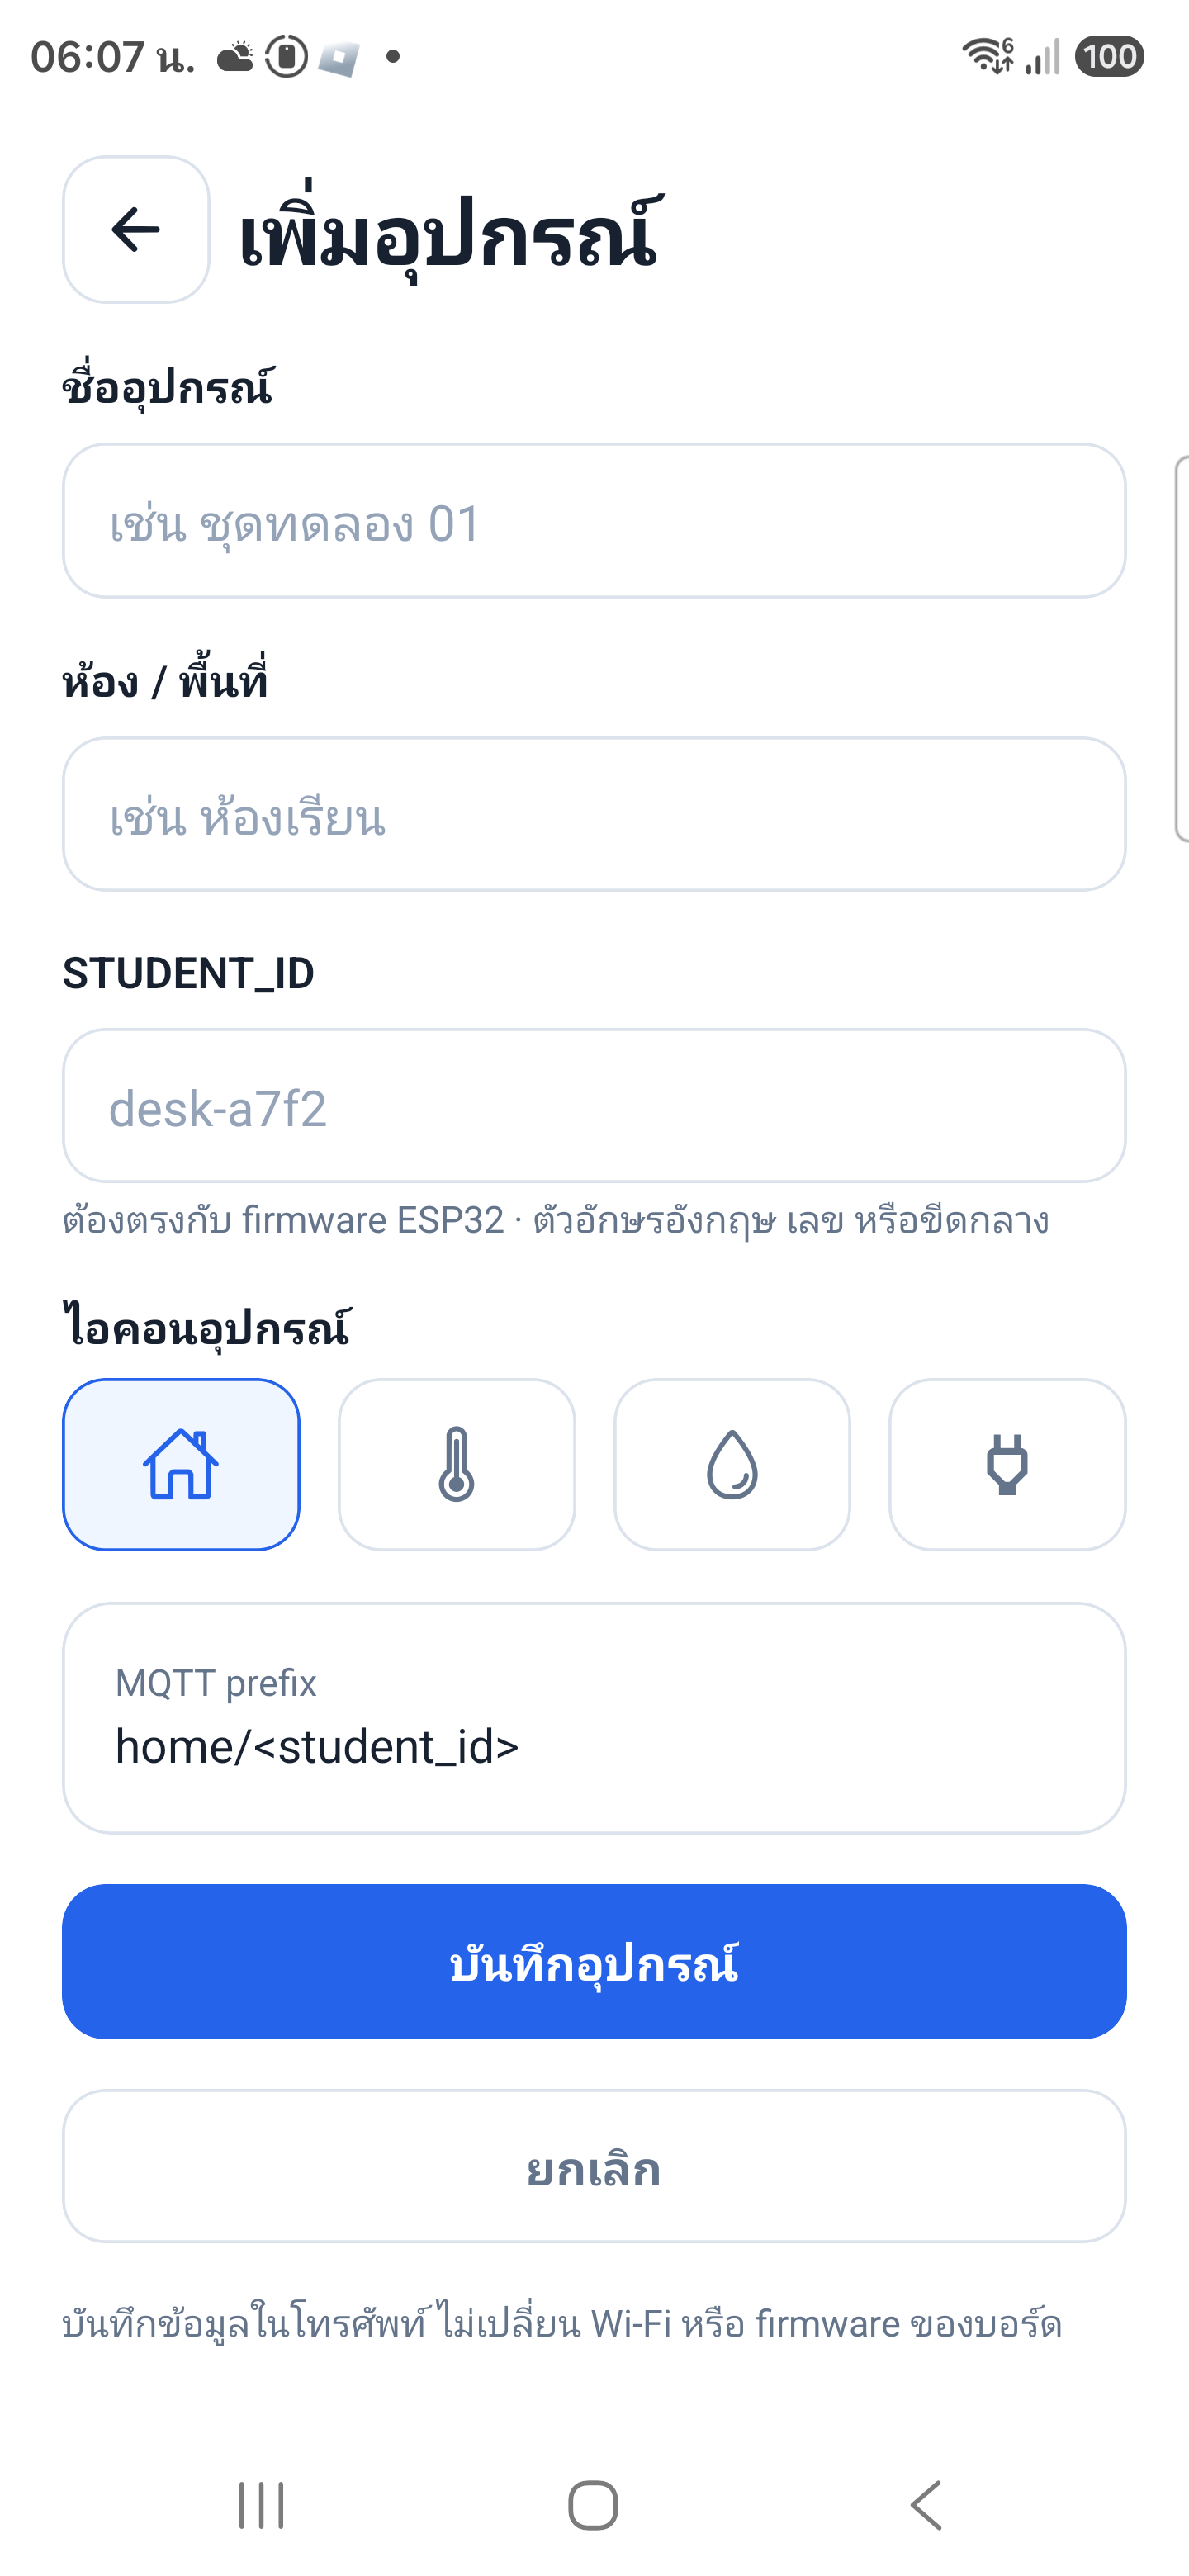 06:07 น.
6
100
เพิ่มอุปกรณ์
ชื่ออุปกรณ์
เช่น ชุดทดลอง 01
ห้อง / พื้นที่
เช่น ห้องเรียน
STUDENT_ID
desk-a7f2
ต้องตรงกับ firmware ESP32 · ตัวอักษรอังกฤษ เลข หรือขีดกลาง
ไอคอนอุปกรณ์
MQTT prefix
home/<student_id>
บันทึกอุปกรณ์
ยกเลิก
บันทึกข้อมูลในโทรศัพท์ ไม่เปลี่ยน Wi-Fi หรือ firmware ของบอร์ด